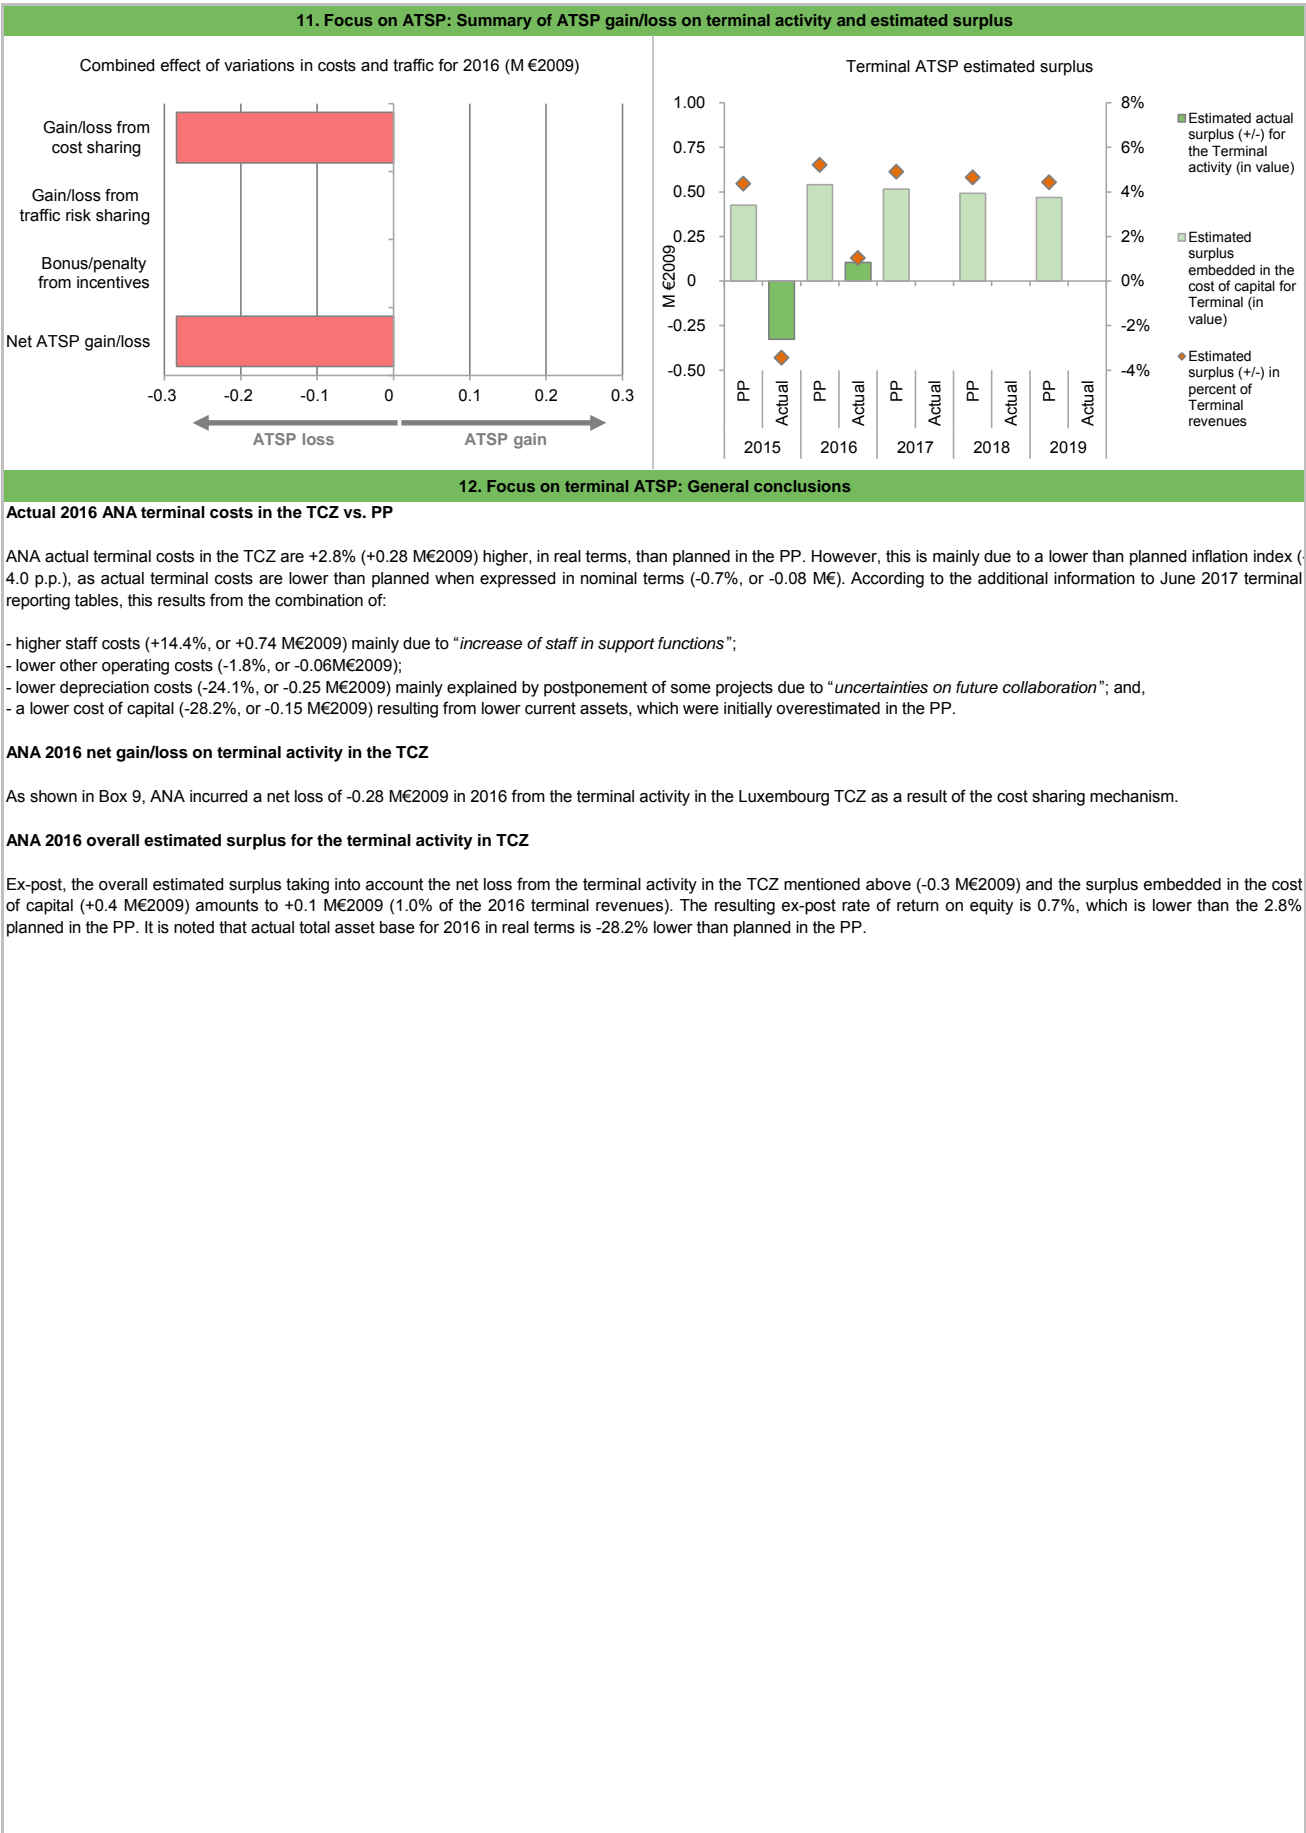 11. Focus on ATSP: Summary of ATSP gain/loss on terminal activity and estimated surplus
Combined effect of variations in costs and traffic for 2016 (M €2009)
Gain/loss from
cost sharing
Gain/loss from
traffic risk sharing
Bonus/penalty
from incentives
Net ATSP gain/loss
-0.3 -0.2 -0.1 0 0.1 0.2 0.3
ATSP loss ATSP gain
Terminal ATSP estimated surplus
M €2009
1.00
0.75
0.50
0.25
0
-0.25
-0.50
8%
6%
4%
2%
0%
-2%
-4%
PP Actual PP Actual PP Actual PP Actual PP Actual
2015 2016 2017 2018 2019
Estimated actual
surplus (+/-) for
the Terminal
activity (in value)
Estimated
surplus
embedded in the
cost of capital for
Terminal (in
value)
Estimated
surplus (+/-) in
percent of
Terminal
revenues
12. Focus on terminal ATSP: General conclusions
Actual 2016 ANA terminal costs in the TCZ vs. PP
ANA actual terminal costs in the TCZ are +2.8% (+0.28 M€2009) higher, in real terms, than planned in the PP. However, this is mainly due to a lower than planned inflation index (-
4.0 p.p.), as actual terminal costs are lower than planned when expressed in nominal terms (-0.7%, or -0.08 M€). According to the additional information to June 2017 terminal
reporting tables, this results from the combination of:
- higher staff costs (+14.4%, or +0.74 M€2009) mainly due to “increase of staff in support functions”;
- lower other operating costs (-1.8%, or -0.06M€2009);
- lower depreciation costs (-24.1%, or -0.25 M€2009) mainly explained by postponement of some projects due to “uncertainties on future collaboration”; and,
- a lower cost of capital (-28.2%, or -0.15 M€2009) resulting from lower current assets, which were initially overestimated in the PP.
ANA 2016 net gain/loss on terminal activity in the TCZ
As shown in Box 9, ANA incurred a net loss of -0.28 M€2009 in 2016 from the terminal activity in the Luxembourg TCZ as a result of the cost sharing mechanism.
ANA 2016 overall estimated surplus for the terminal activity in TCZ
Ex-post, the overall estimated surplus taking into account the net loss from the terminal activity in the TCZ mentioned above (-0.3 M€2009) and the surplus embedded in the cost
of capital (+0.4 M€2009) amounts to +0.1 M€2009 (1.0% of the 2016 terminal revenues). The resulting ex-post rate of return on equity is 0.7%, which is lower than the 2.8%
planned in the PP. It is noted that actual total asset base for 2016 in real terms is -28.2% lower than planned in the PP.